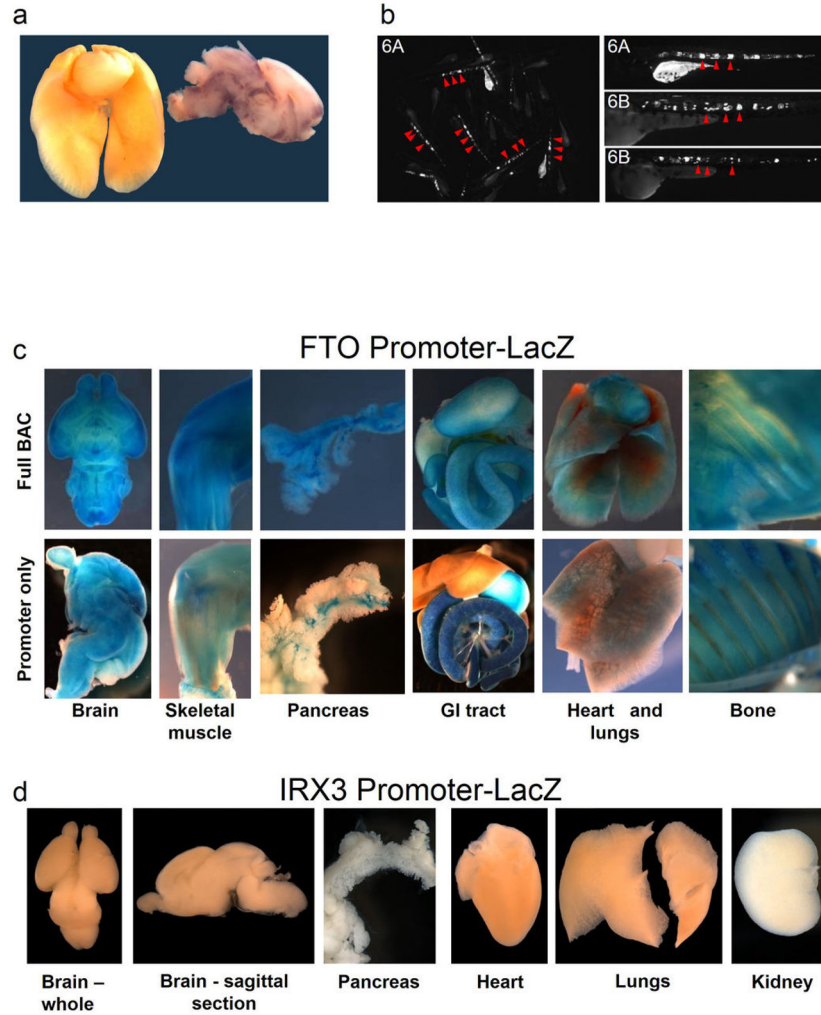 a
b
6A
6A
6B
6B
c
FTO Promoter-LacZ
Full BAC
Promoter only
Brain
Skeletal
muscle
Pancreas
GI tract
Heart and
lungs
Bone
d
IRX3 Promoter-LacZ
Brain –
whole
Brain - sagittal
section
Pancreas
Heart
Lungs
Kidney